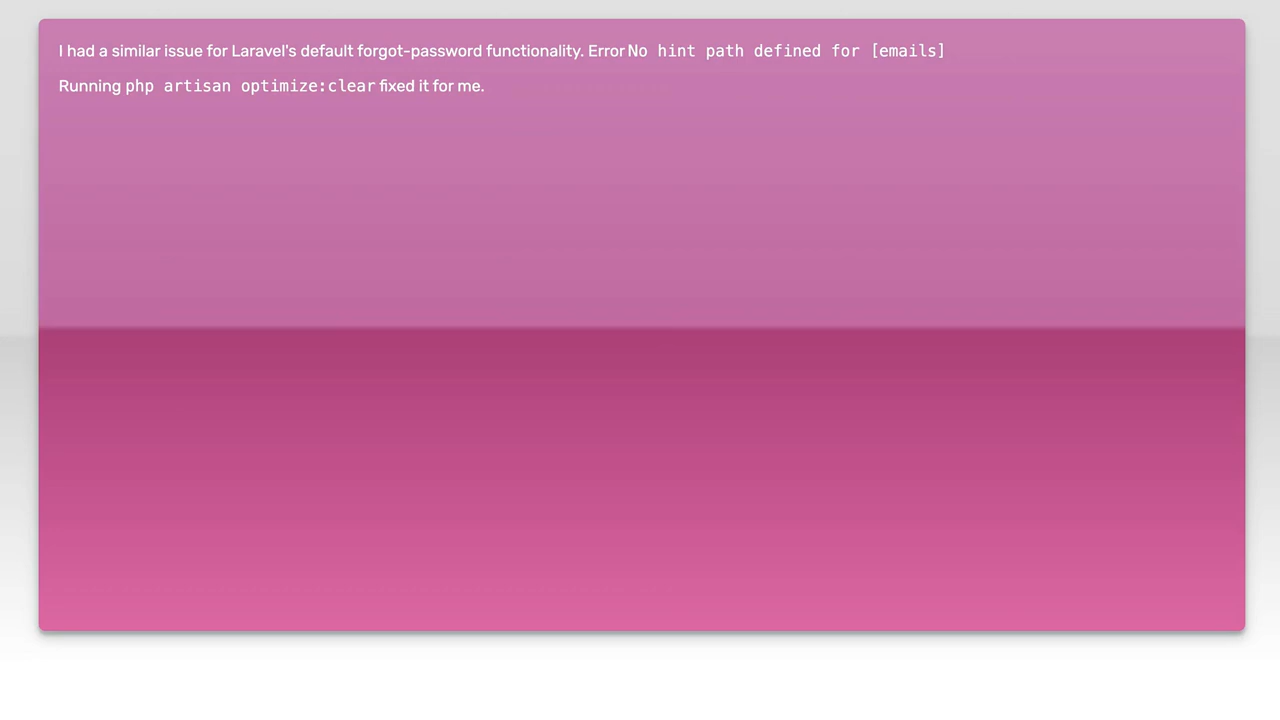 I had a similar issue for Laravel's default forgot-password functionality. Error No hint path defined for [emails]
Running php artisan optimize:clear fixed it for me.